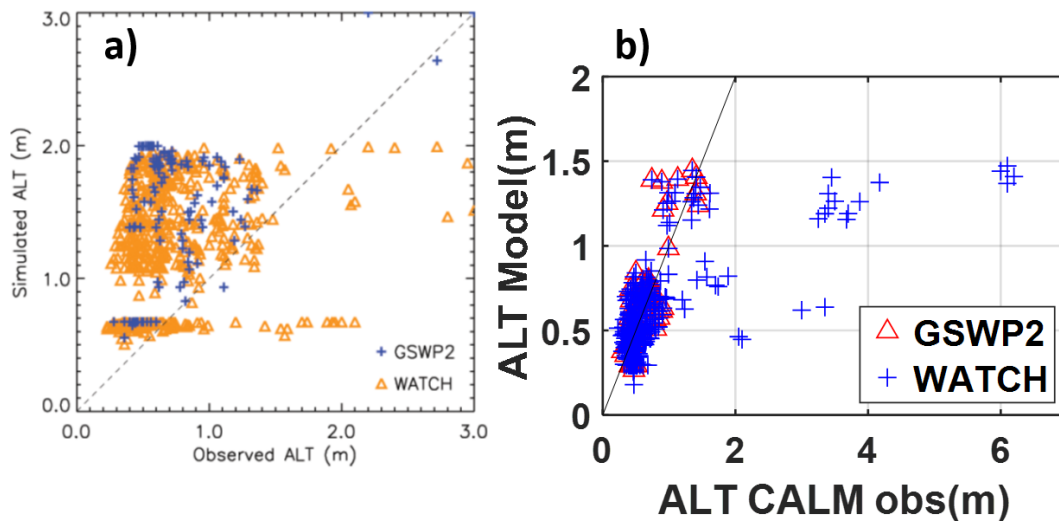 a)
3.0
2.0
1.0
0.0
Simulated ALT (m)
GSWP2
WATCH
0.0
1.0
2.0
3.0
Observed ALT (m)
b)
2
1.5
1
0.5
0
ALT Model(m)
GSWP2
WATCH
0
2
4
6
ALT CALM obs(m)